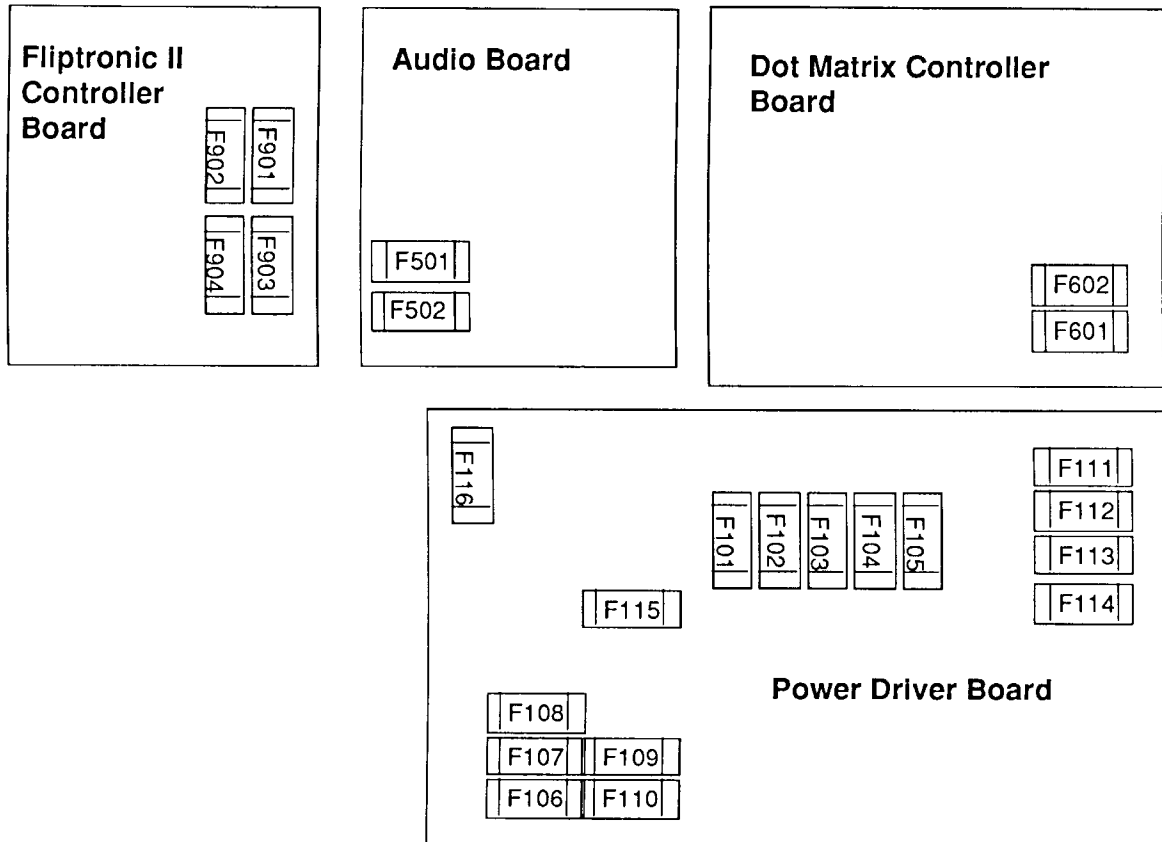 Fliptronic II
Controller
Board
F902
F901
F904
F903
Audio Board
F501
F502
Dot Matrix Controller
Board
F602
F601
F116
F101
F102
F103
F104
F105
F111
F112
F113
F114
F115
Power Driver Board
F108
F107
F109
F106
F110